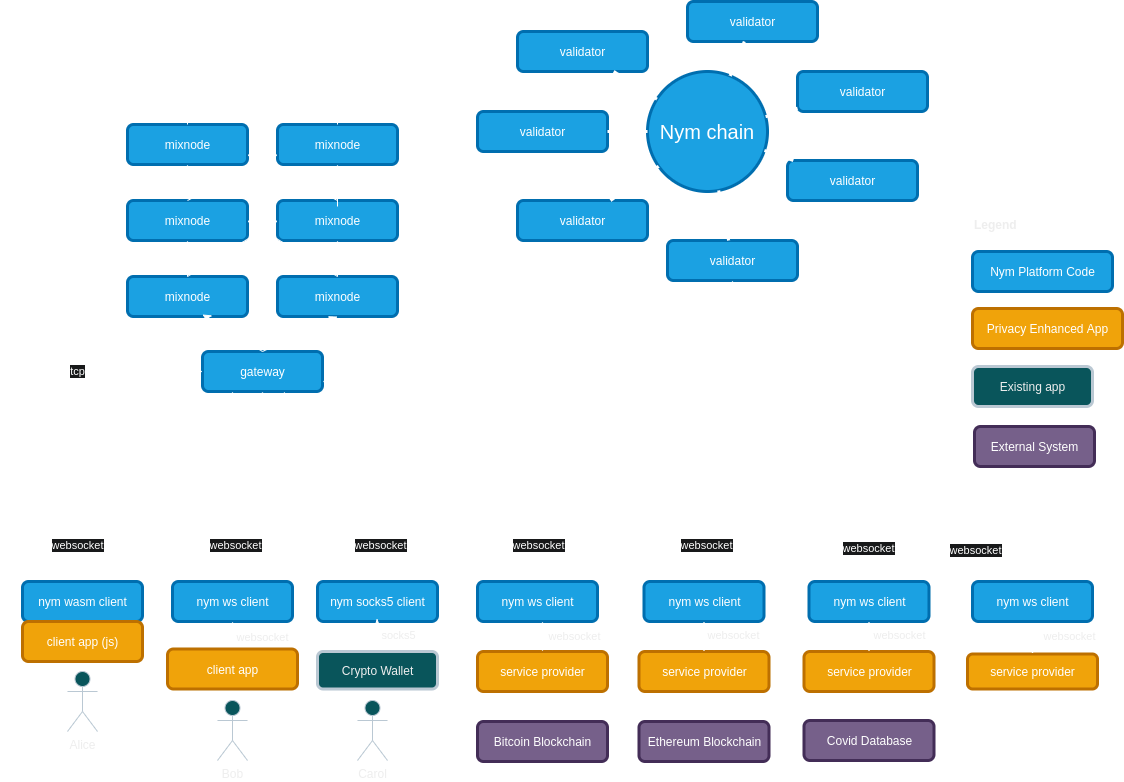 validator
validator
validator
validator
Nym chain
mixnode
mixnode
validator
mixnode
mixnode
validator
validator
Legend
validator
Nym Platform Code
mixnode
mixnode
Privacy Enhanced App
tcp
gateway
Existing app
External System
websocket
websocket
websocket
websocket
websocket
websocket
websocket
nym wasm client
nym ws client
nym socks5 client
nym ws client
nym ws client
nym ws client
nym ws client
client app (js)
websocket
socks5
websocket
websocket
websocket
websocket
client app
Crypto Wallet
service provider
service provider
service provider
service provider
Alice
Bitcoin Blockchain
Ethereum Blockchain
Covid Database
Bob
Carol